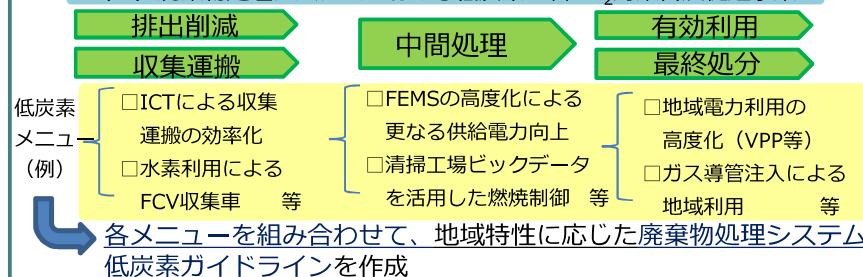 排出削減
収集運搬
中間処理
有効利用
最終処分
低炭素
メニュー
（例）
□ICTによる収集
運搬の効率化
□水素利用による
FCV収集車 等
□FEMSの高度化による
更なる供給電力向上
□清掃工場ビックデータ
を活用した燃焼制御 等
□地域電力利用の
高度化（VPP等）
□ガス導管注入による
地域利用 等
各メニューを組み合わせて、地域特性に応じた廃棄物処理システム
低炭素ガイドラインを作成